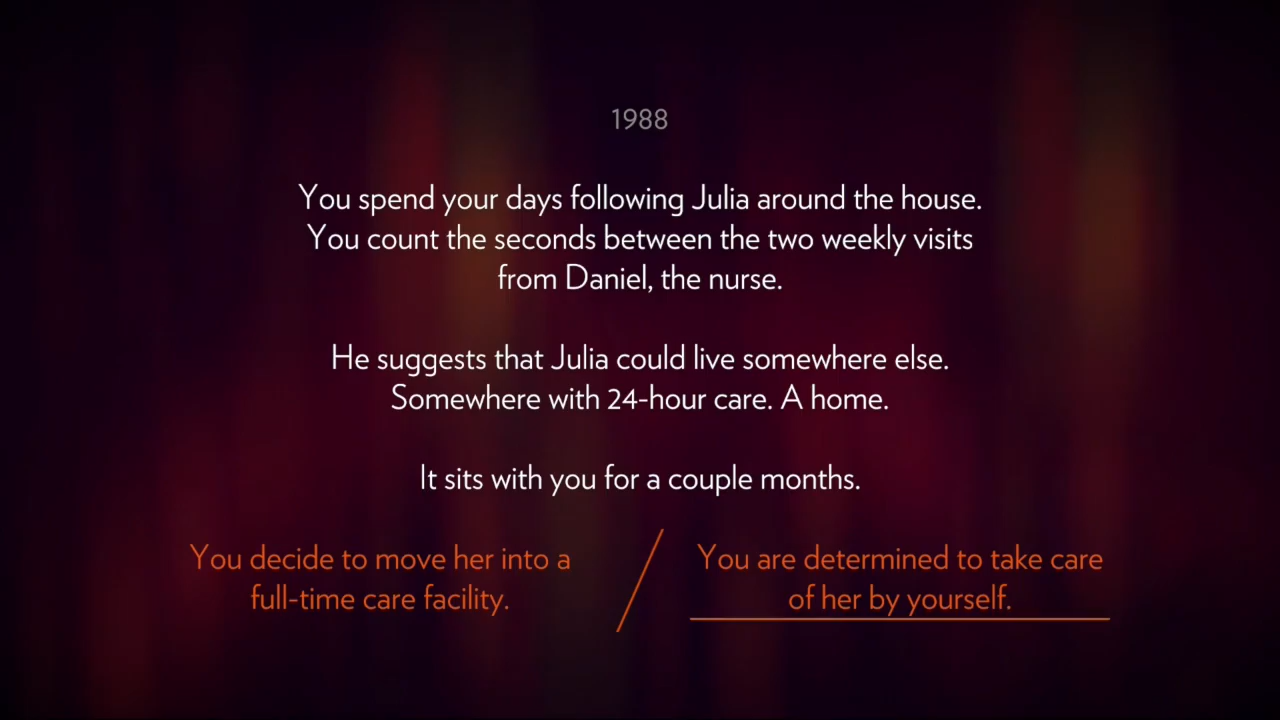 1988
You spend your days following Julia around the house.
You count the seconds between the two weekly visits
from Daniel, the nurse.
He suggests that Julia could live somewhere else.
Somewhere with 24-hour care. A home.
It sits with you for a couple months.
You decide to move her into a
full-time care facility.
You are determined to take care
of her by yourself.